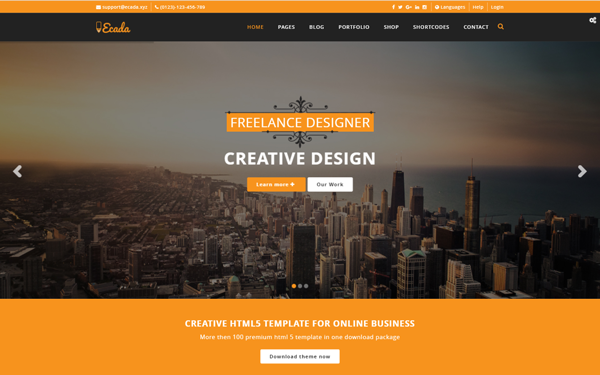 support@ecada.xyz (0123)-123-456-789
Languages Help Login
Ecada
HOME PAGES BLOG PORTFOLIO SHOP SHORTCODES CONTACT
FREELANCE DESIGNER
CREATIVE DESIGN
Learn more Our Work
CREATIVE HTML5 TEMPLATE FOR ONLINE BUSINESS
More then 100 premium html 5 template in one download package
Download theme now